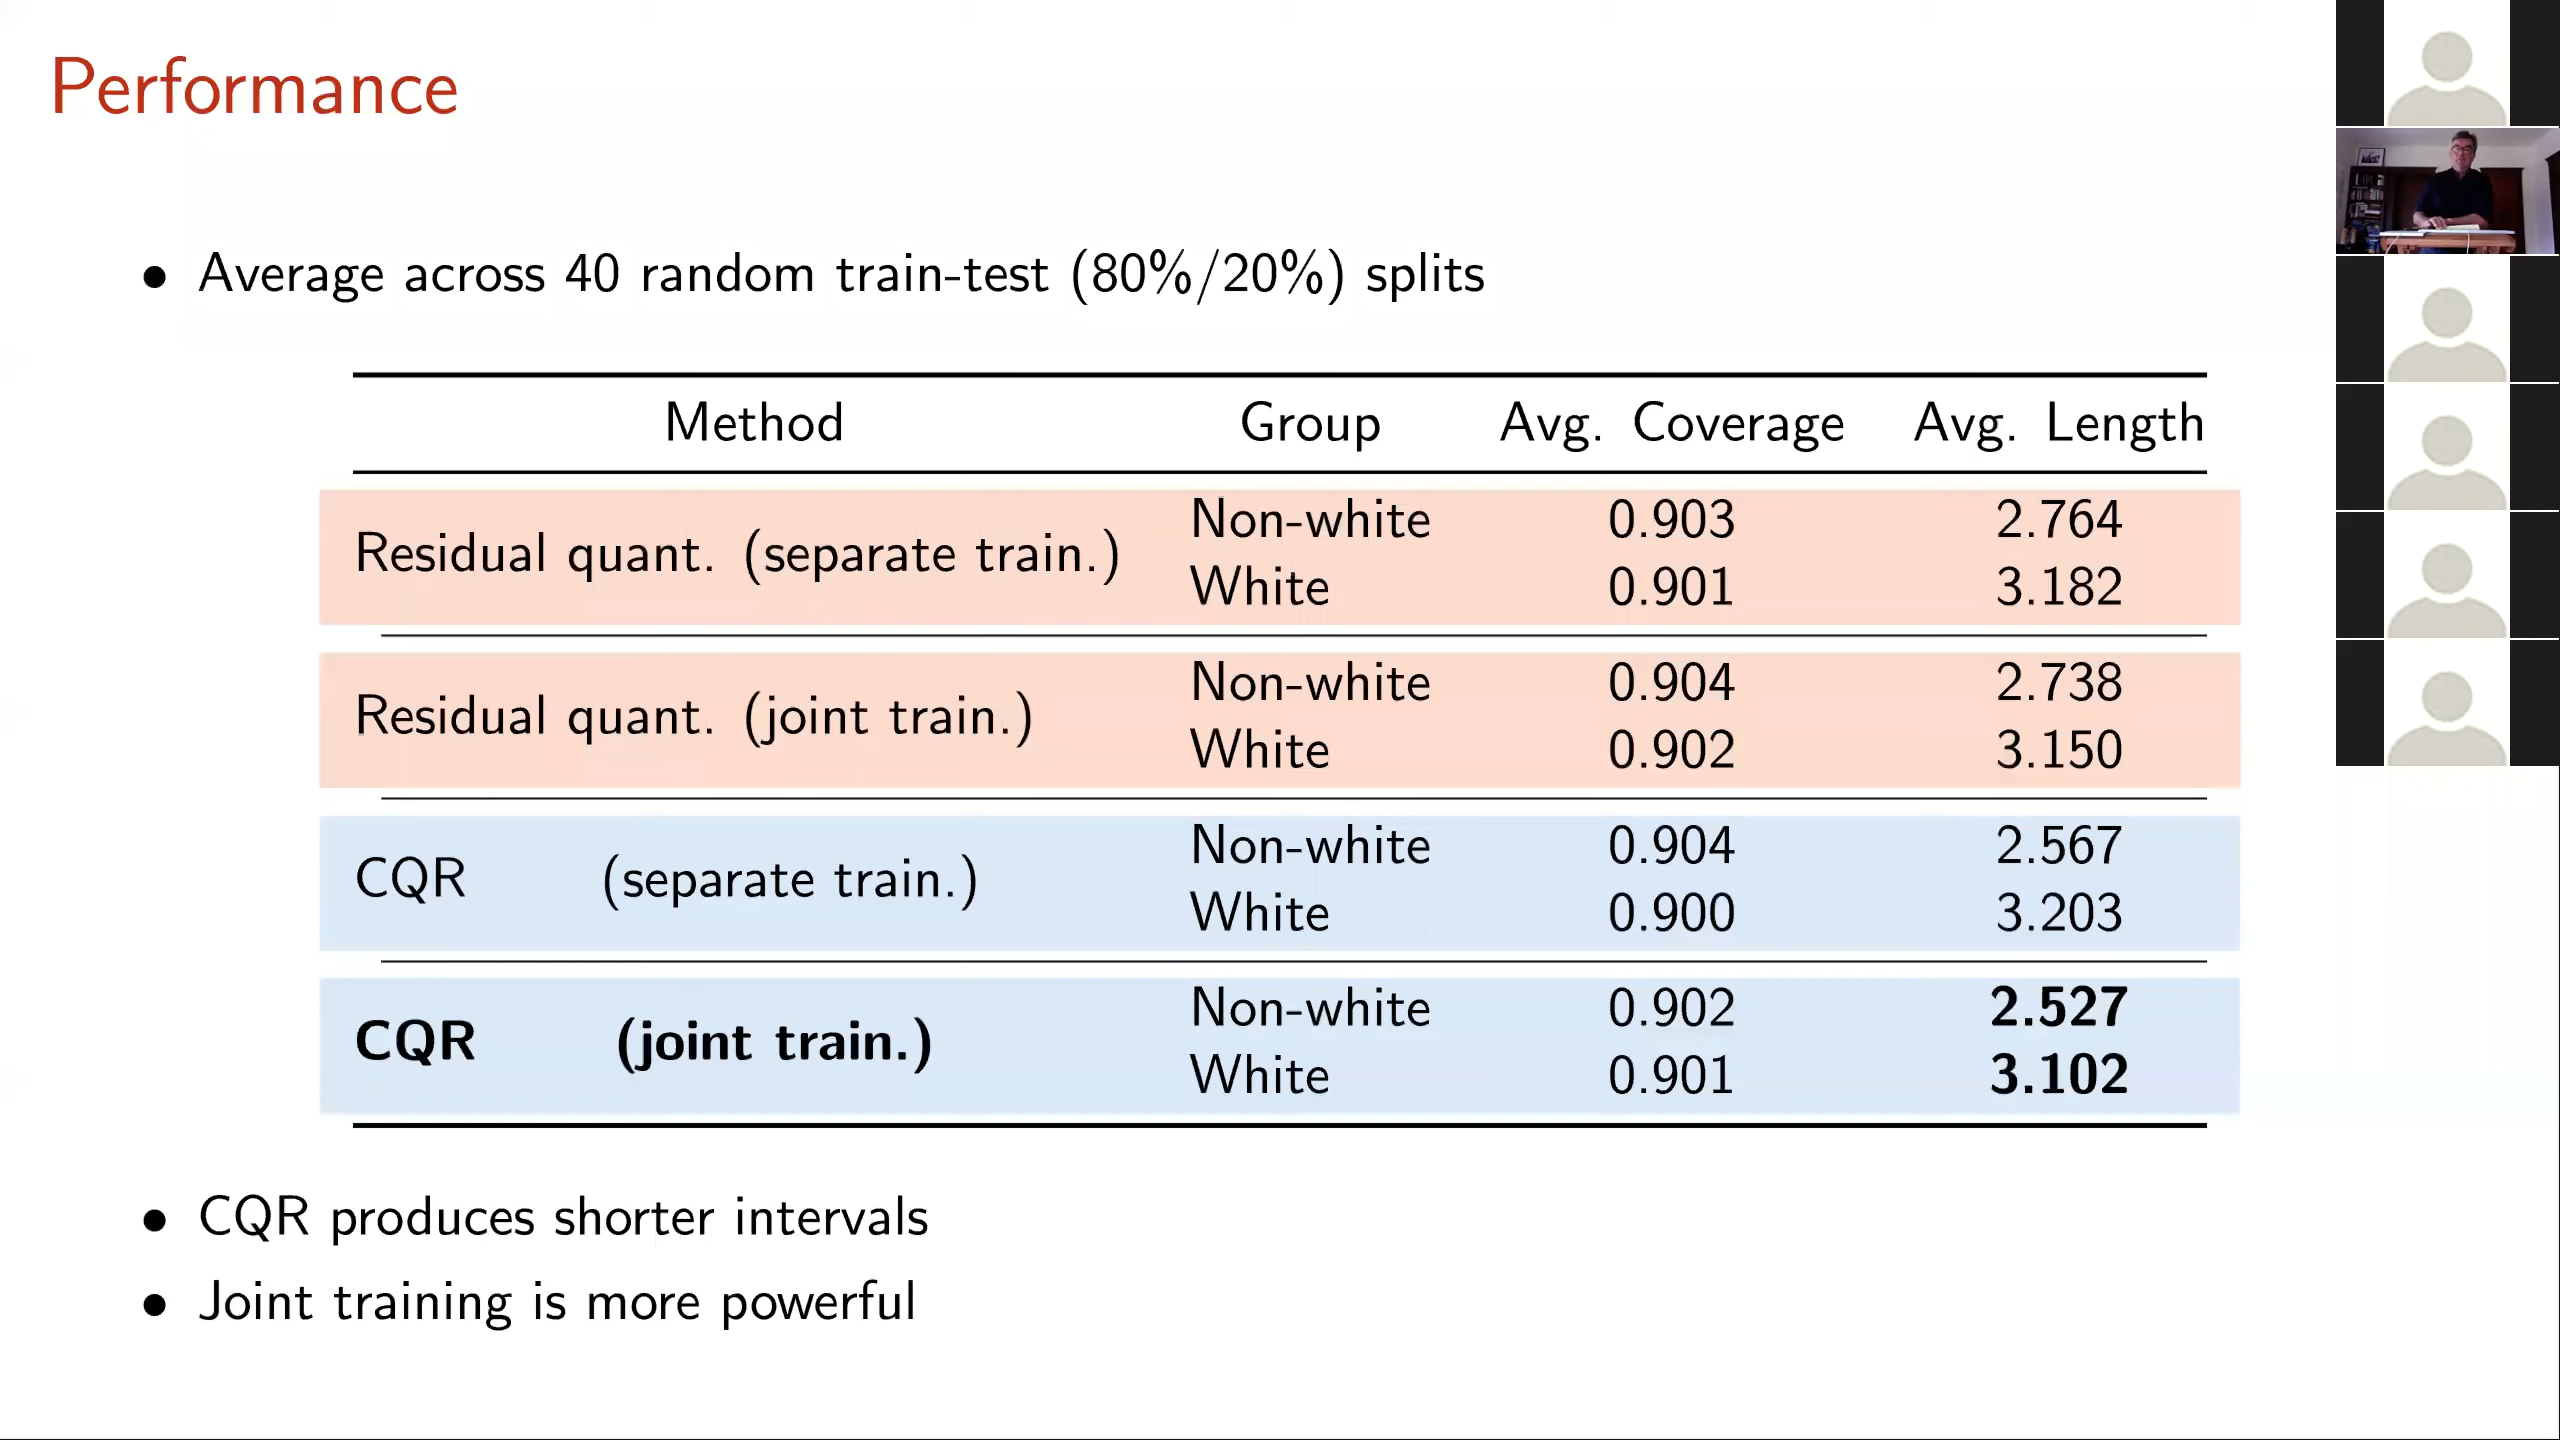 Performance
• Average across 40 random train-test (80%/20%) splits
Method Group Avg. Coverage Avg. Length
Residual quant. (separate train.) Non-white 0.903 2.764
White 0.901 3.182
Residual quant. (joint train.) Non-white 0.904 2.738
White 0.902 3.150
CQR (separate train.) Non-white 0.904 2.567
White 0.900 3.203
CQR (joint train.) Non-white 0.902 2.527
White 0.901 3.102
• CQR produces shorter intervals
• Joint training is more powerful